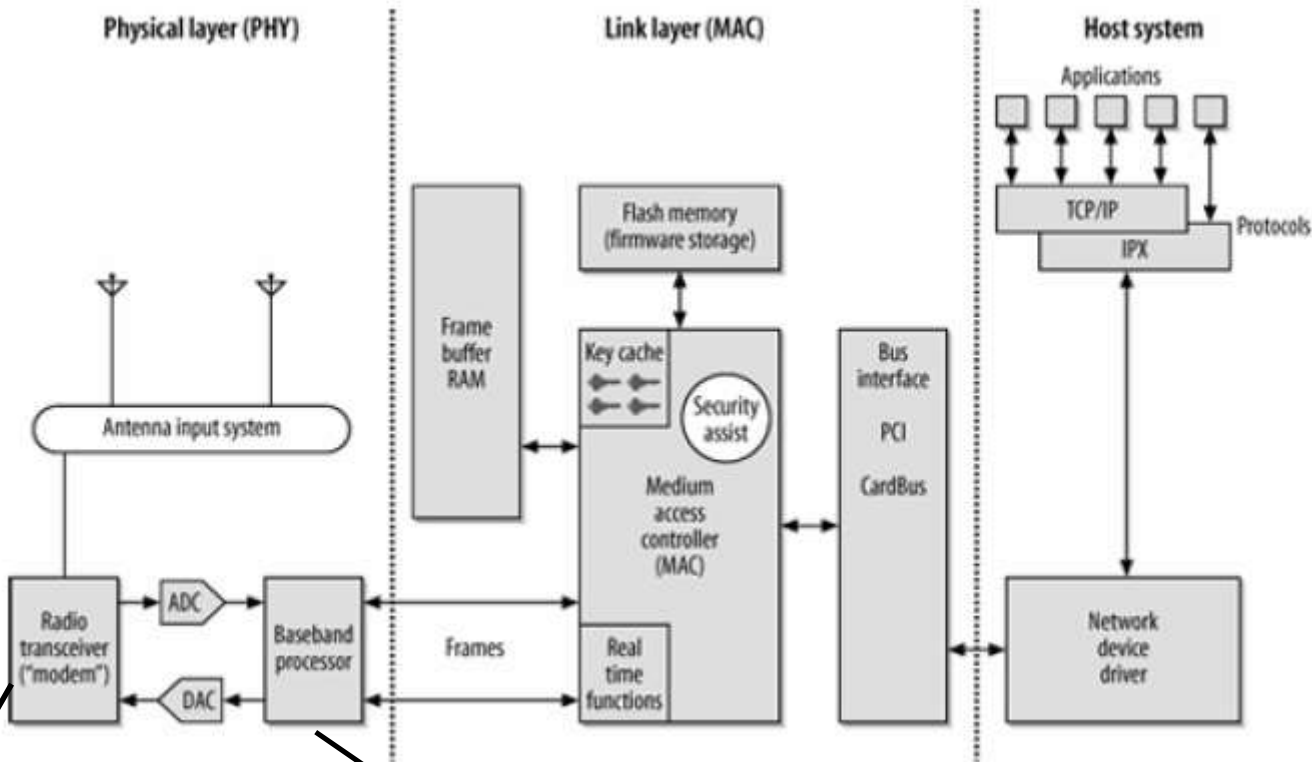 Physical layer (PHY)
Link layer (MAC)
Host system
Applications
TCP/IP
IPX
Protocols
Flash memory
(firmware storage)
Frame
buffer
RAM
Key cache
Security
assist
Medium
access
controller
(MAC)
Real
time
functions
Bus
interface
PCI
CardBus
Antenna input system
Radio
transceiver
("modem")
ADC
DAC
Baseband
processor
Frames
Network
device
driver